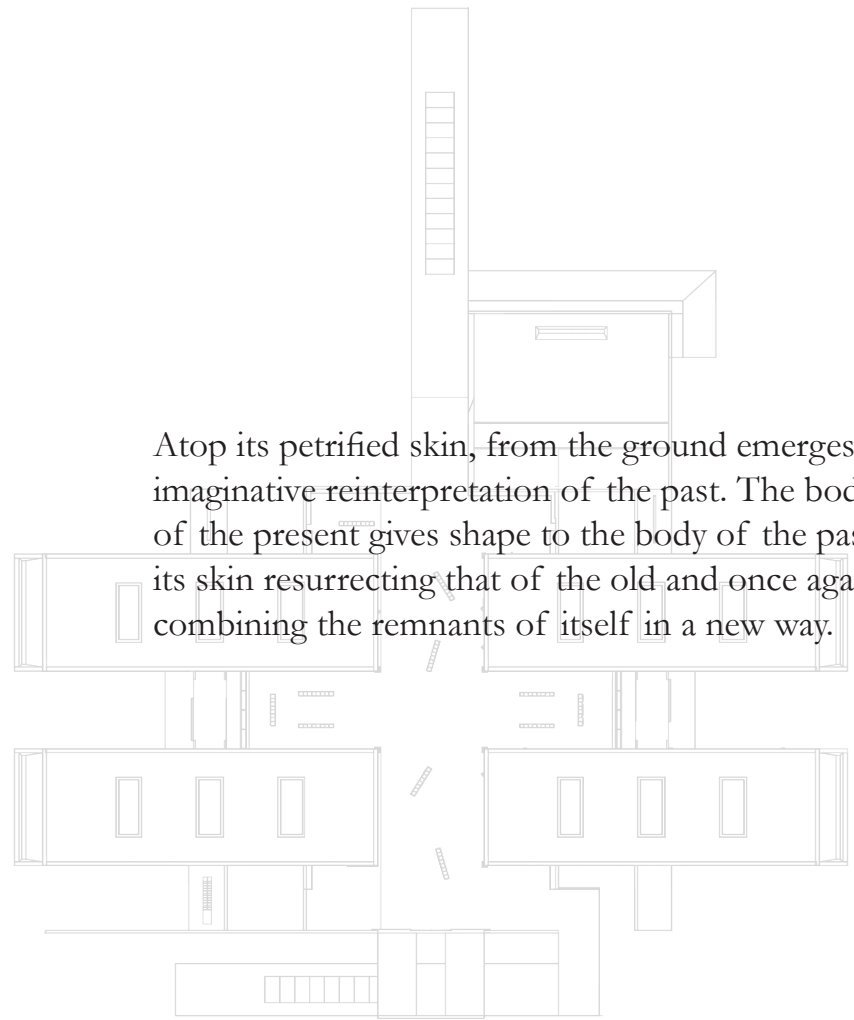 Atop its petrified skin, from the ground emerges
imaginative reinterpretation of the past. The bod
of the present gives shape to the body of the pas
its skin resurrecting that of the old and once aga
combining the remnants of itself in a new way.